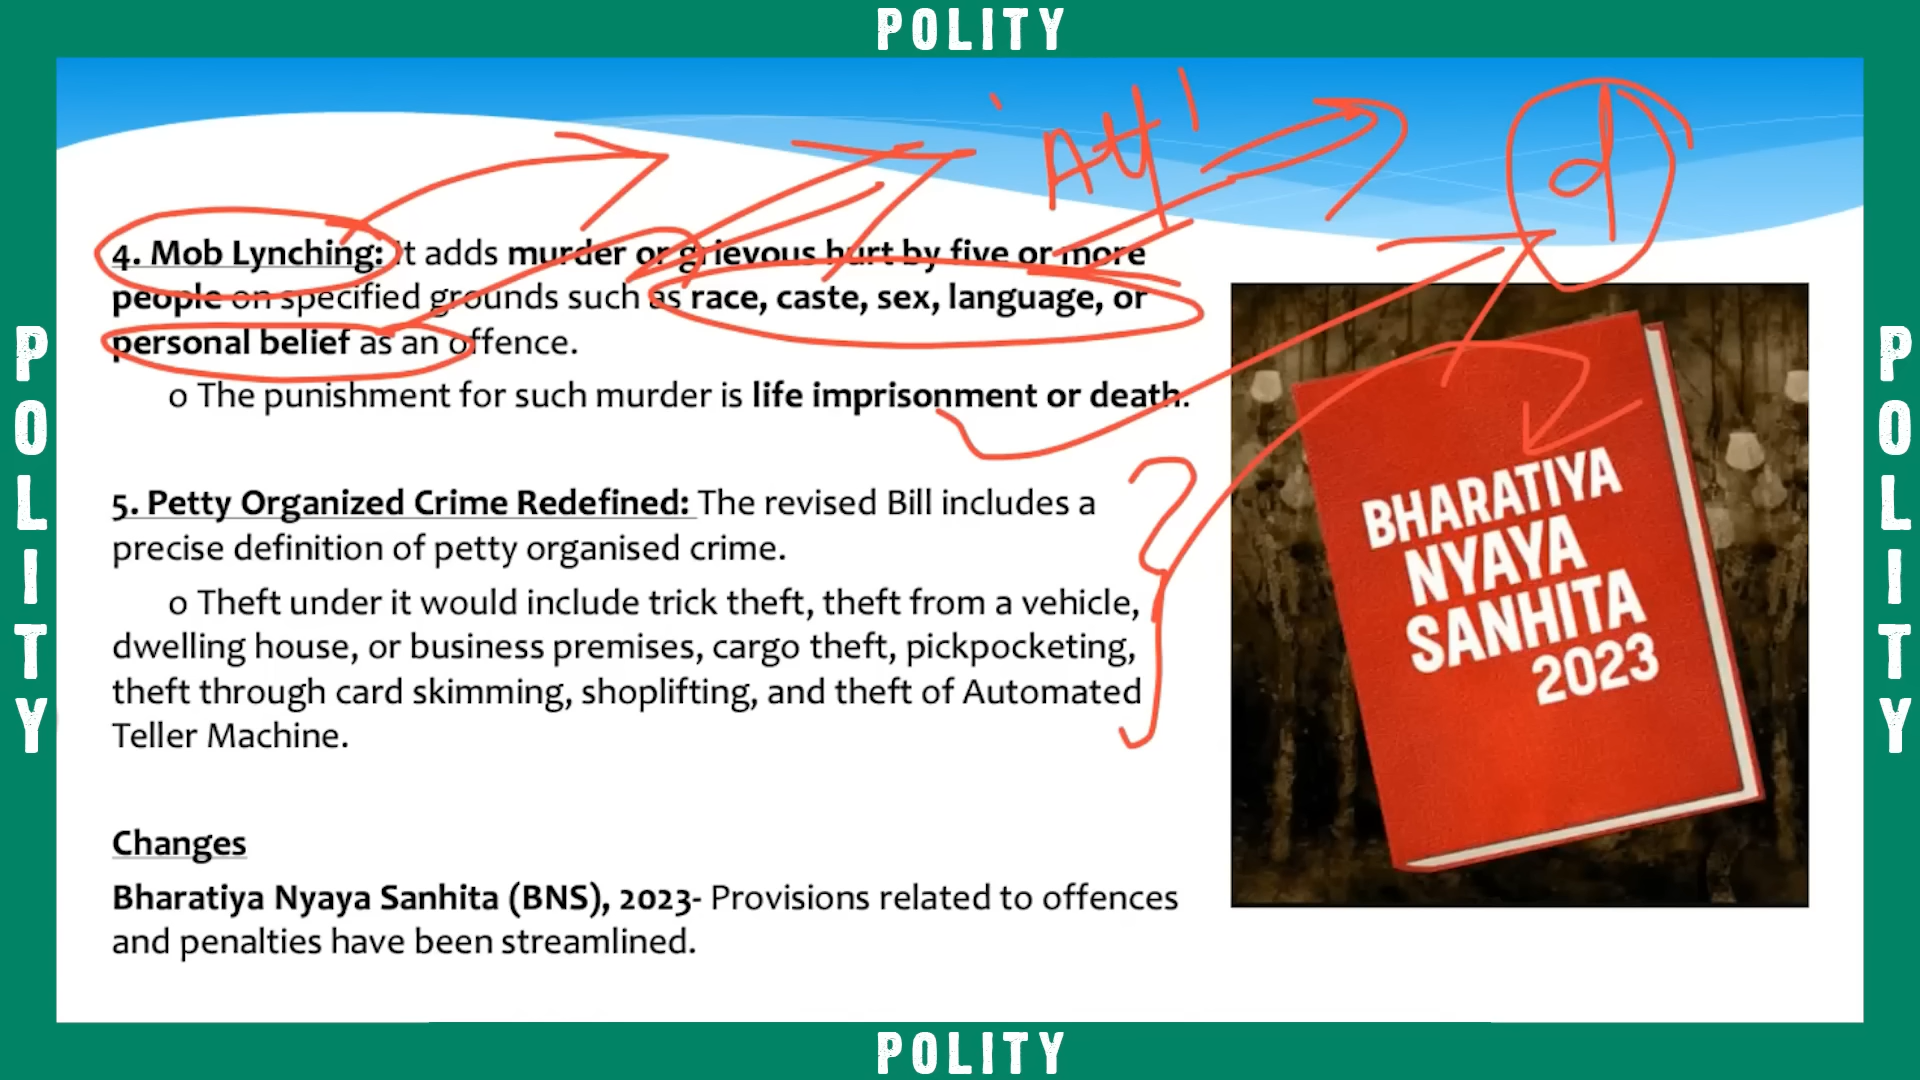 POLITY
4. Mob Lynching: It adds murder or grievous hurt by five or more
people on specified grounds such as race, caste, sex, language, or
personal belief as an offence.
o The punishment for such murder is life imprisonment or death.
5. Petty Organized Crime Redefined: The revised Bill includes a
precise definition of petty organised crime.
o Theft under it would include trick theft, theft from a vehicle,
dwelling house, or business premises, cargo theft, pickpocketing,
theft through card skimming, shoplifting, and theft of Automated
Teller Machine.
Changes
Bharatiya Nyaya Sanhita (BNS), 2023- Provisions related to offences
and penalties have been streamlined.
d
BHARATIYA
NYAYA
SANHITA
2023
POLITY
POLITY
POLITY